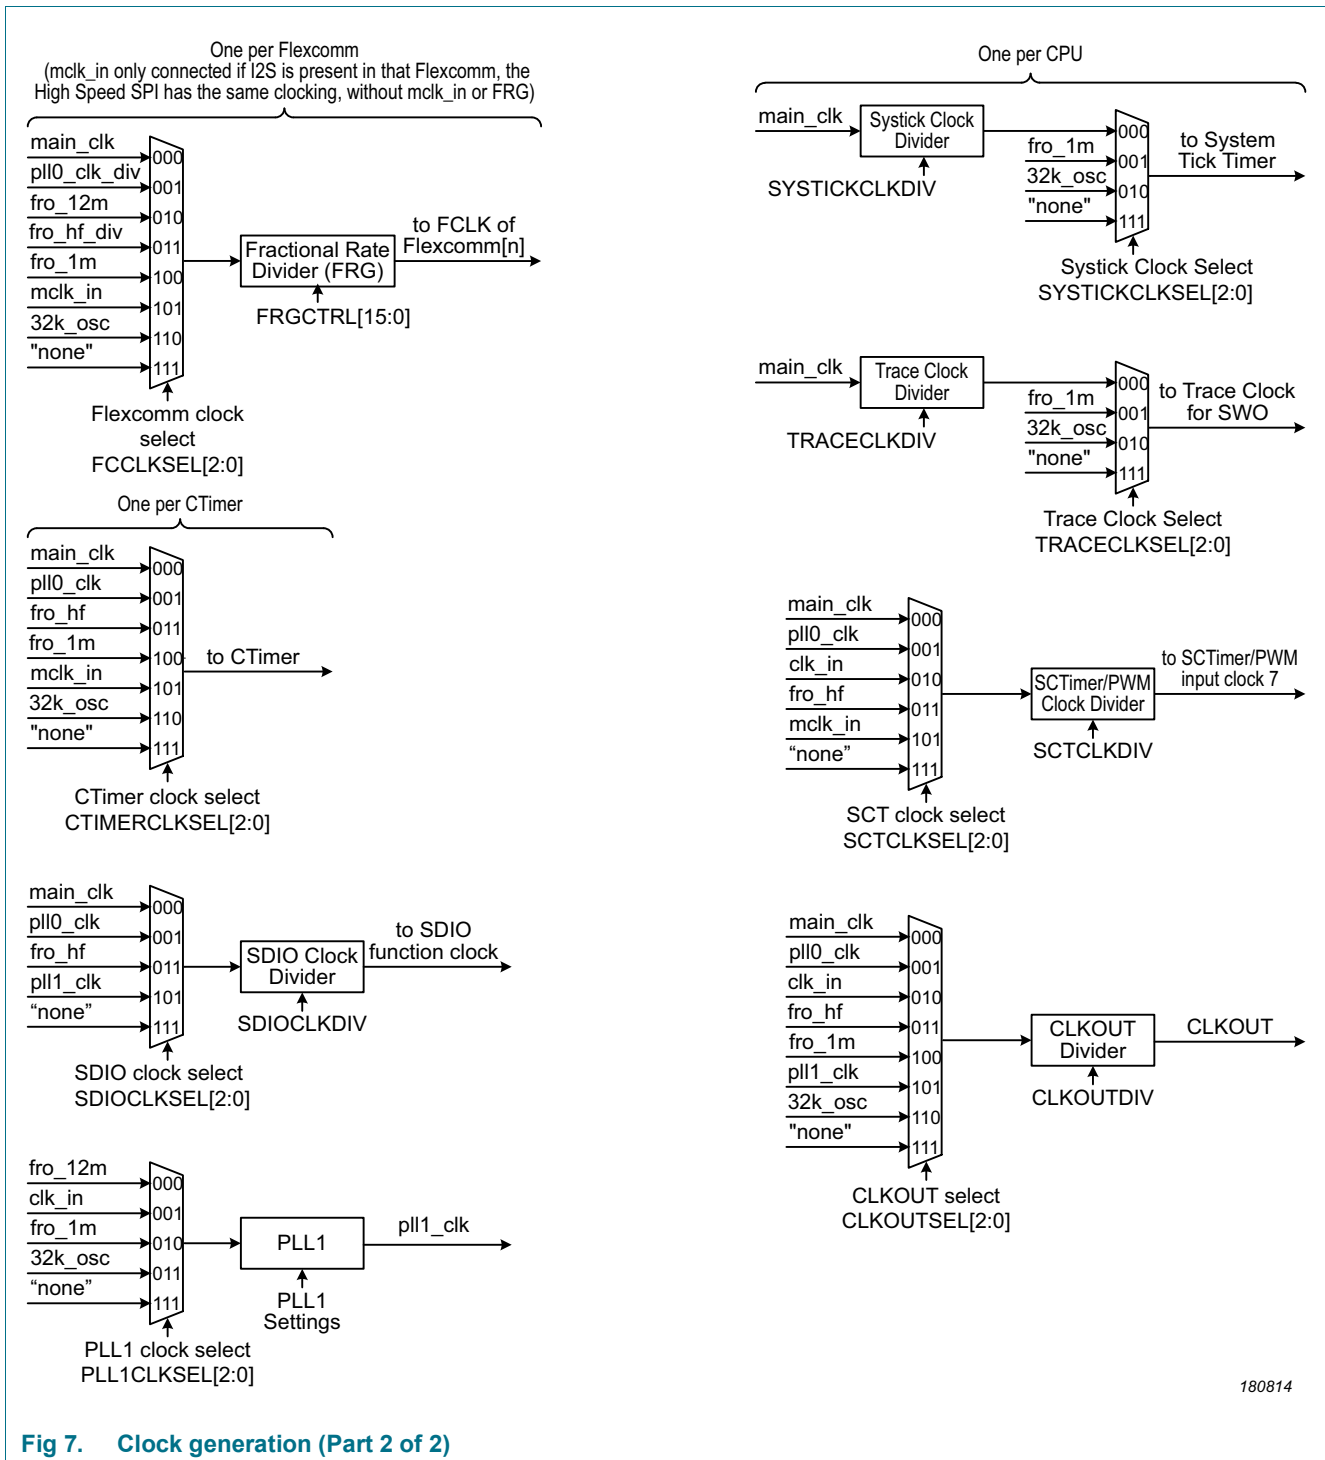 One per Flexcomm
(mclk_in only connected if I2S is present in that Flexcomm, the
High Speed SPI has the same clocking, without mclk_in or FRG)
main_clk
000
pll0_clk_div
001
fro_12m
010
fro_hf_div
011
fro_1m
100
mclk_in
101
32k_osc
110
"none"
111
Fractional Rate
Divider (FRG)
to FCLK of
Flexcomm[n]
FRGCTRL[15:0]
Flexcomm clock
select
FCCLKSEL[2:0]
One per CTimer
main_clk
000
pll0_clk
001
fro_hf
011
fro_1m
100
mclk_in
101
32k_osc
110
"none"
111
to CTimer
CTimer clock select
CTIMERCLKSEL[2:0]
main_clk
000
pll0_clk
001
fro_hf
011
pll1_clk
101
“none”
111
SDIO Clock
Divider
to SDIO
function clock
SDIOCLKDIV
SDIO clock select
SDIOCLKSEL[2:0]
fro_12m
000
clk_in
001
fro_1m
010
32k_osc
011
“none”
111
PLL1
pll1_clk
PLL1
Settings
PLL1 clock select
PLL1CLKSEL[2:0]
One per CPU
main_clk
Systick Clock
Divider
SYSTICKCLKDIV
000
fro_1m
001
32k_osc
010
"none"
111
to System
Tick Timer
Systick Clock Select
SYSTICKCLKSEL[2:0]
main_clk
Trace Clock
Divider
TRACECLKDIV
000
fro_1m
001
32k_osc
010
"none"
111
to Trace Clock
for SWO
Trace Clock Select
TRACECLKSEL[2:0]
main_clk
000
pll0_clk
001
clk_in
010
fro_hf
011
mclk_in
101
“none”
111
SCTimer/PWM
Clock Divider
to SCTimer/PWM
input clock 7
SCTCLKDIV
SCT clock select
SCTCLKSEL[2:0]
main_clk
000
pll0_clk
001
clk_in
010
fro_hf
011
fro_1m
100
pll1_clk
101
32k_osc
110
"none"
111
CLKOUT
Divider
CLKOUT
CLKOUTDIV
CLKOUT select
CLKOUTSEL[2:0]
180814
Fig 7. Clock generation (Part 2 of 2)